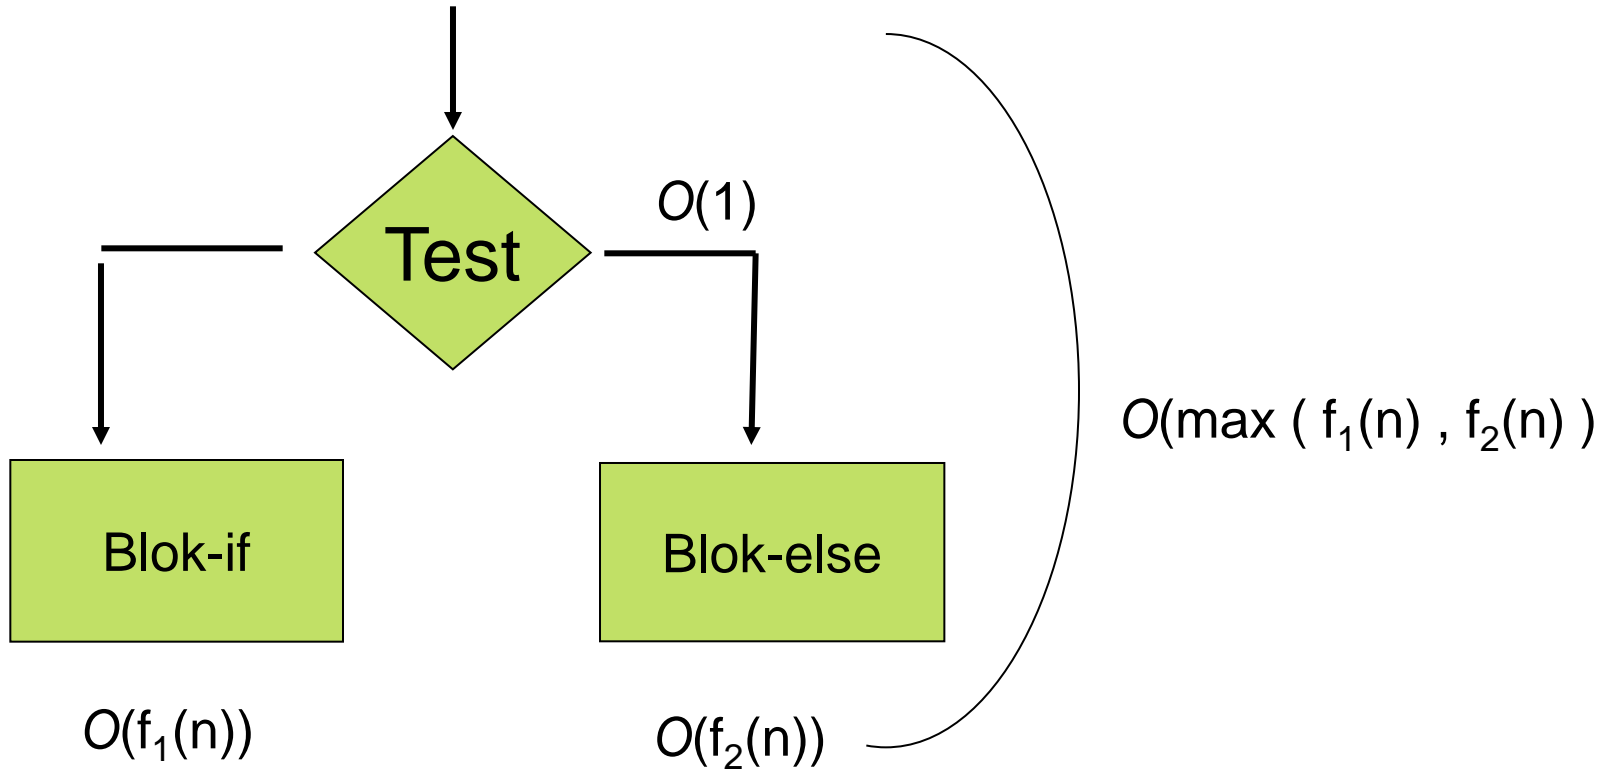 O(1)
Test
O(max ( f₁(n) , f₂(n) )
Blok-if
Blok-else
O(f₁(n))
O(f₂(n))